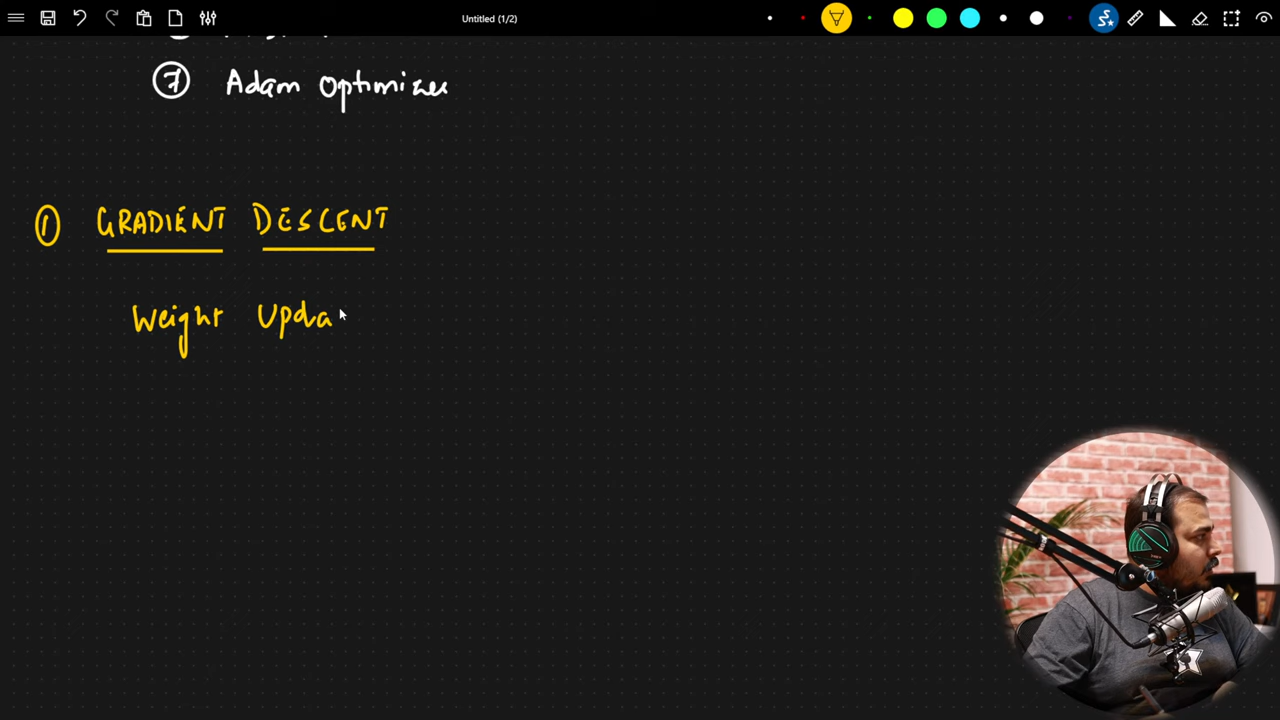 Untitled (1/2)
7 Adam Optimizer
1 GRADIENT DESCENT
Weight Upda